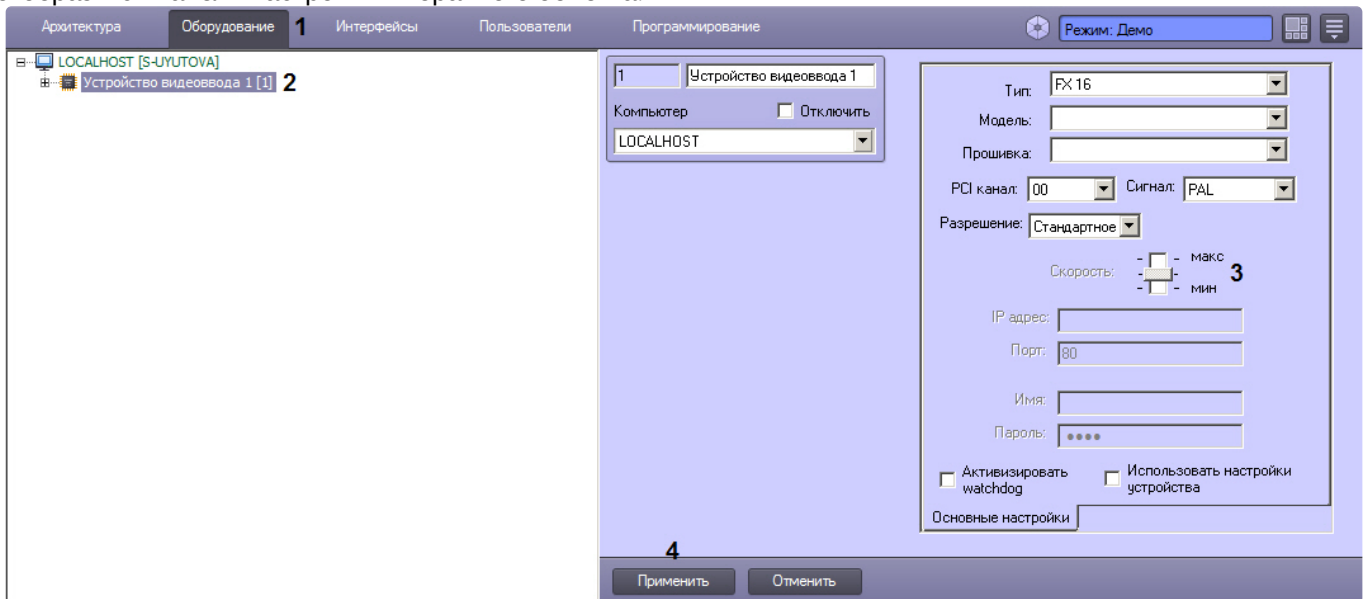 Архитектура Оборудование 1 Интерфейсы Пользователи Программирование Режим: Демо
LOCALHOST [S-UYUTOVA]
Устройство видеоввода 1 [1] 2
1 Устройство видеоввода 1
Компьютер Отключить
LOCALHOST
Тип: FX 16
Модель:
Прошивка:
PCI канал: 00 Сигнал: PAL
Разрешение: Стандартное
Скорость: макс
3
мин
IP адрес:
Порт: 80
Имя:
Пароль: ●●●●
Активизировать watchdog
Использовать настройки устройства
Основные настройки
4
Применить Отменить